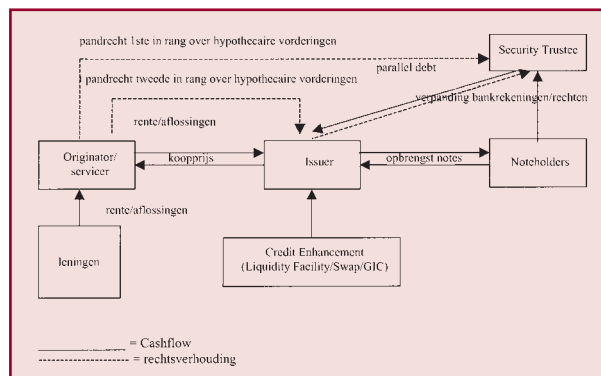 pandrecht 1ste in rang over hypothecaire vorderingen
Security Trustee
parallel debt
pandrecht tweede in rang over hypothecaire vorderingen
verpanding bankrekeningen/rechten
rente/aflossingen
Originator/
servicer
koopprijs
Issuer
opbrengst notes
Noteholders
rente/aflossingen
leningen
Credit Enhancement
(Liquidity Facility/Swap/GIC)
= Cashflow
= rechtsverhouding